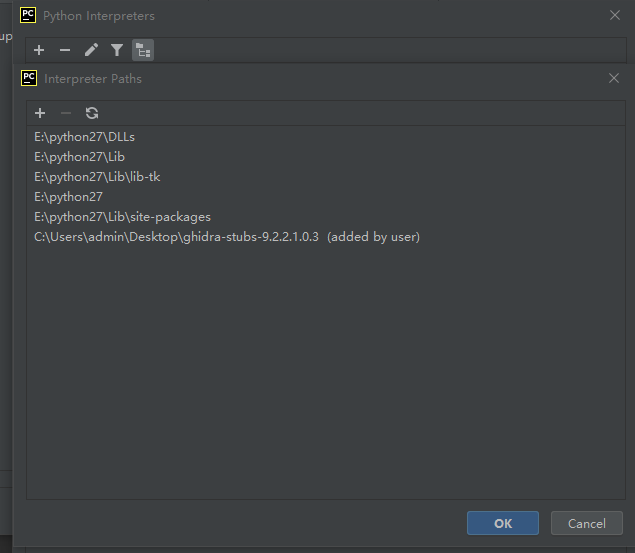 PC Python Interpreters
up
PC Interpreter Paths
E:\python27\DLLs
E:\python27\Lib
E:\python27\Lib\lib-tk
E:\python27
E:\python27\Lib\site-packages
C:\Users\admin\Desktop\ghidra-stubs-9.2.2.1.0.3 (added by user)
OK Cancel